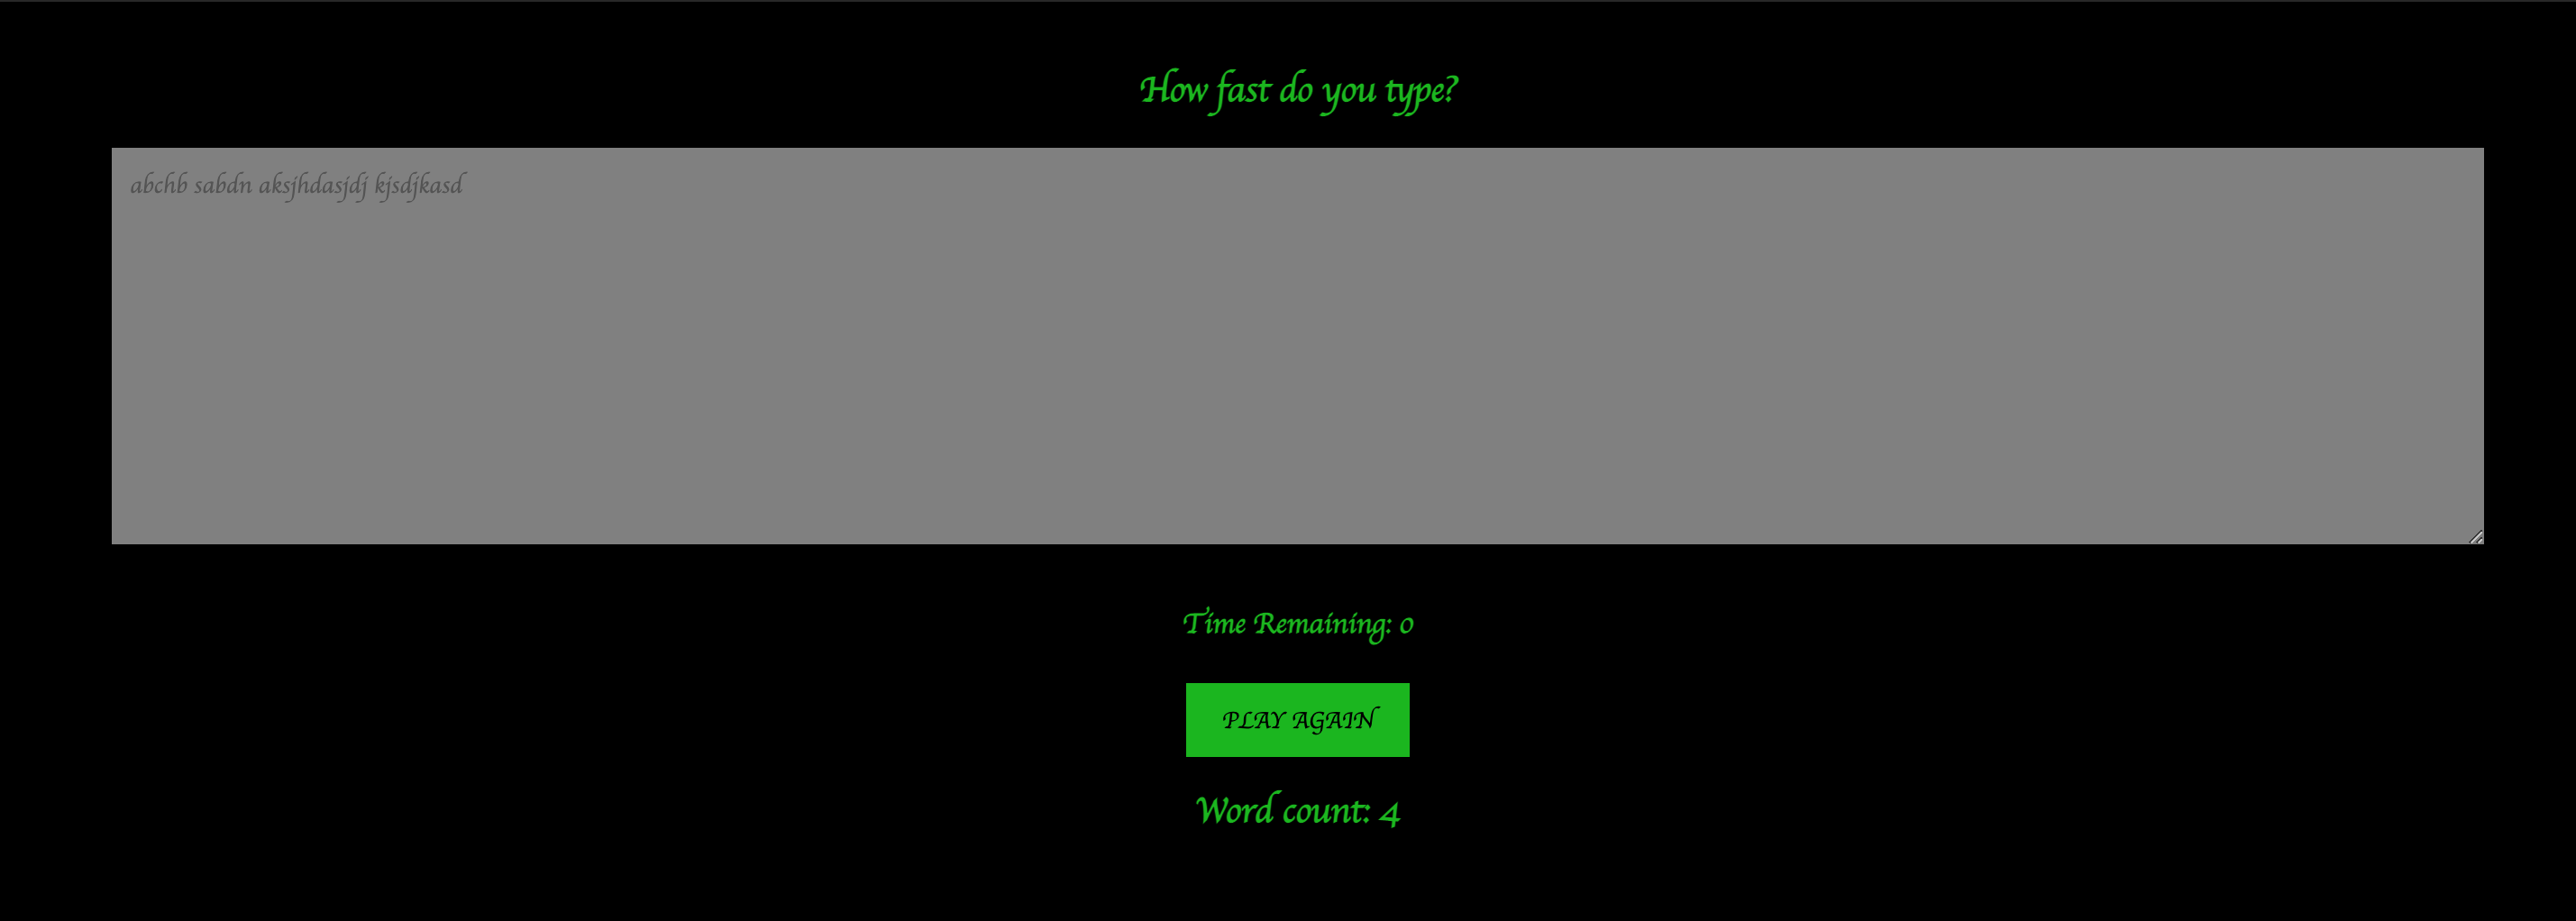 How fast do you type?
abchb sabdn aksjhdasjdj kjsdjkasd
Time Remaining: 0
PLAY AGAIN
Word count: 4